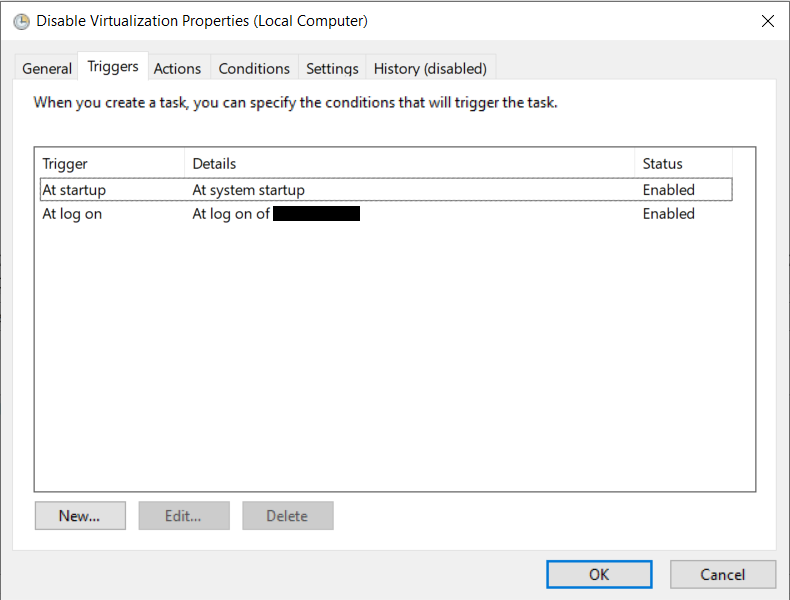 Disable Virtualization Properties (Local Computer)
General Triggers Actions Conditions Settings History (disabled)
When you create a task, you can specify the conditions that will trigger the task.
Trigger Details Status
At startup At system startup Enabled
At log on At log on of Enabled
New... Edit... Delete
OK Cancel